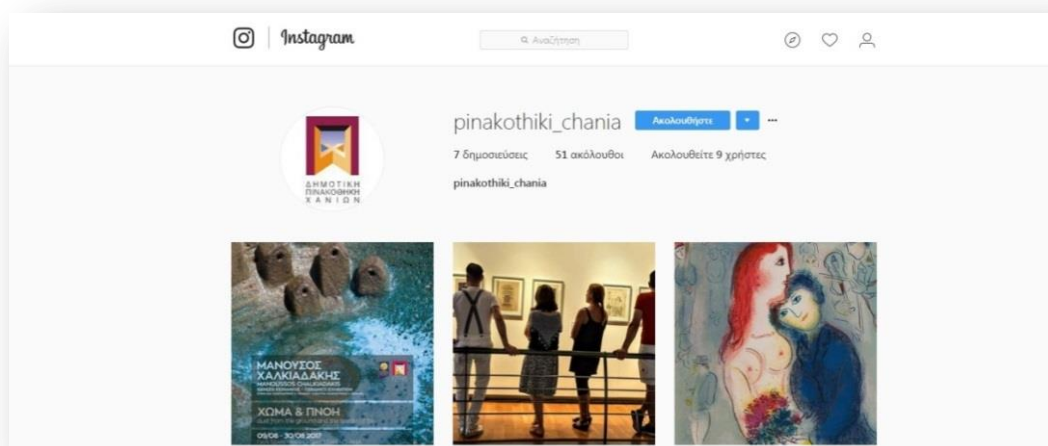 Instagram
Αναζήτηση
pinakothiki_chania
Ακολουθήστε
7 δημοσιεύσεις 51 ακόλουθοι Ακολουθείτε 9 χρήστες
pinakothiki_chania
ΔΗΜΟΤΙΚΗ
ΠΙΝΑΚΟΘΗΚΗ
ΧΑΝΙΩΝ
ΜΑΝΟΥΣΟΣ
ΧΑΛΚΙΑΔΑΚΗΣ
MANOUSSOS CHALKIADAKIS
ΧΩΜΑ & ΠΝΟΗ
09/08 - 30/08 2017